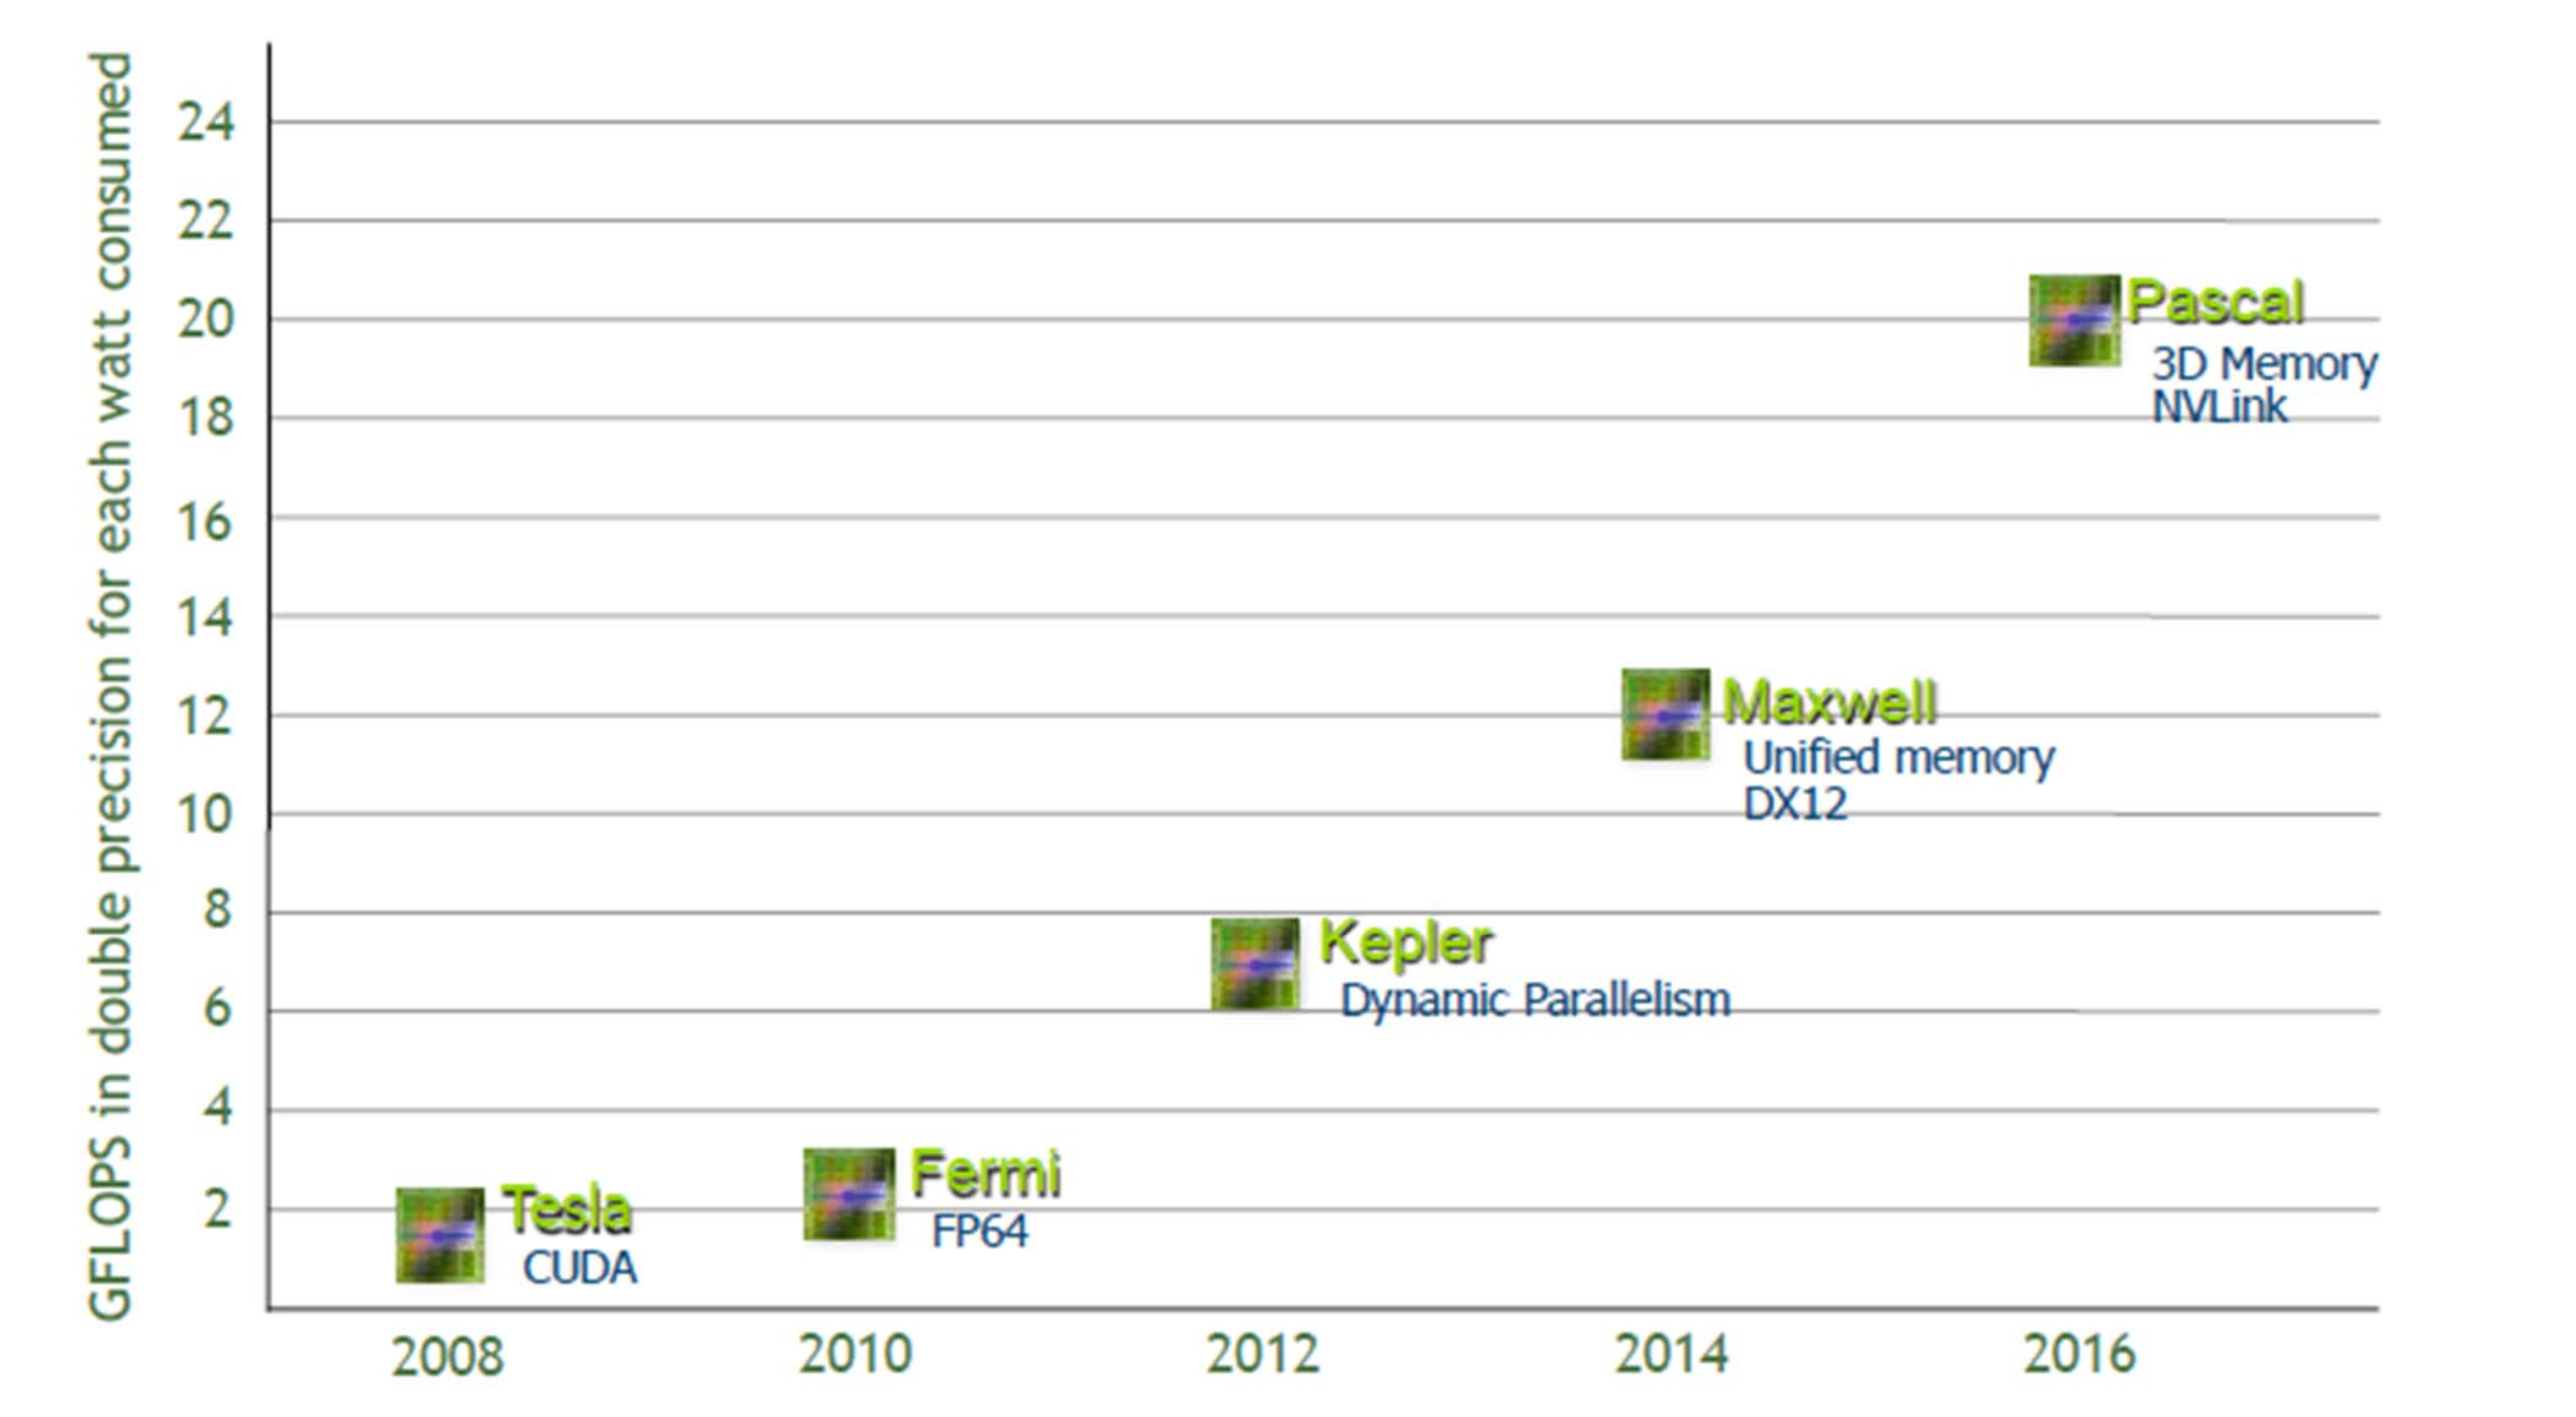 GFLOPS in double precision for each watt consumed
24
22
20
18
16
14
12
10
8
6
4
2
Pascal
3D Memory
NVLink
Maxwell
Unified memory
DX12
Kepler
Dynamic Parallelism
Fermi
FP64
Tesla
CUDA
2008
2010
2012
2014
2016